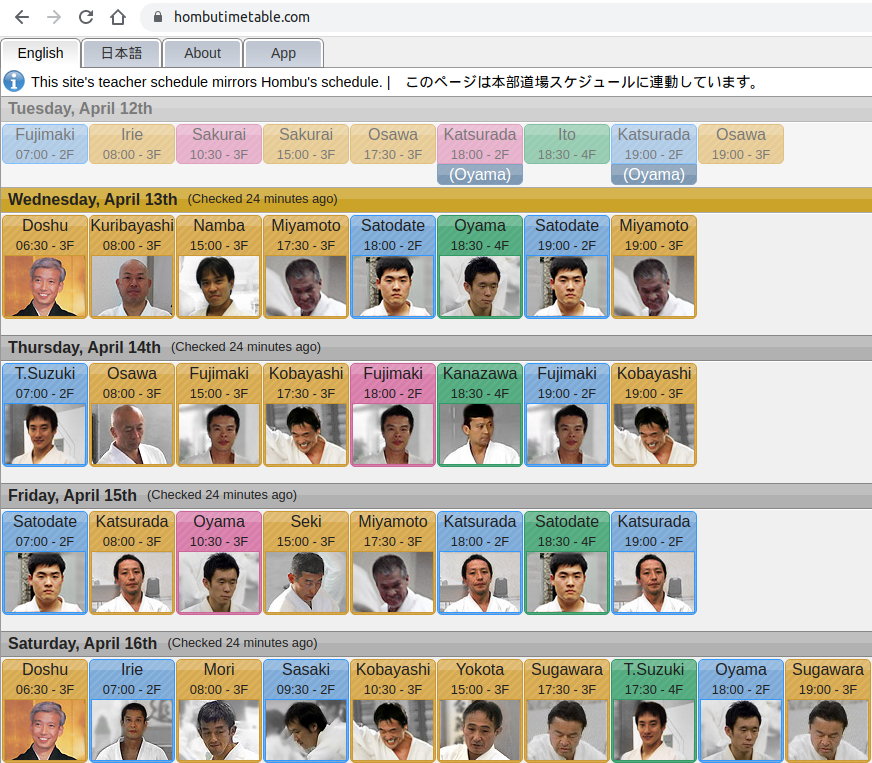 hombutimetable.com
English 日本語 About App
This site's teacher schedule mirrors Hombu's schedule. | このページは本部道場スケジュールに連動しています。
Tuesday, April 12th
Fujimaki Irie Sakurai Sakurai Osawa Katsurada Ito Katsurada Osawa
07:00 - 2F 08:00 - 3F 10:30 - 3F 15:00 - 3F 17:30 - 3F 18:00 - 2F 18:30 - 4F 19:00 - 2F 19:00 - 3F
(Oyama) (Oyama)
Wednesday, April 13th (Checked 24 minutes ago)
Doshu Kuribayashi Namba Miyamoto Satodate Oyama Satodate Miyamoto
06:30 - 3F 08:00 - 3F 15:00 - 3F 17:30 - 3F 18:00 - 2F 18:30 - 4F 19:00 - 2F 19:00 - 3F
Thursday, April 14th (Checked 24 minutes ago)
T.Suzuki Osawa Fujimaki Kobayashi Fujimaki Kanazawa Fujimaki Kobayashi
07:00 - 2F 08:00 - 3F 15:00 - 3F 17:30 - 3F 18:00 - 2F 18:30 - 4F 19:00 - 2F 19:00 - 3F
Friday, April 15th (Checked 24 minutes ago)
Satodate Katsurada Oyama Seki Miyamoto Katsurada Satodate Katsurada
07:00 - 2F 08:00 - 3F 10:30 - 3F 15:00 - 3F 17:30 - 3F 18:00 - 2F 18:30 - 4F 19:00 - 2F
Saturday, April 16th (Checked 24 minutes ago)
Doshu Irie Mori Sasaki Kobayashi Yokota Sugawara T.Suzuki Oyama Sugawara
06:30 - 3F 07:00 - 2F 08:00 - 3F 09:30 - 2F 10:30 - 3F 15:00 - 3F 17:30 - 3F 17:30 - 4F 18:00 - 2F 19:00 - 3F